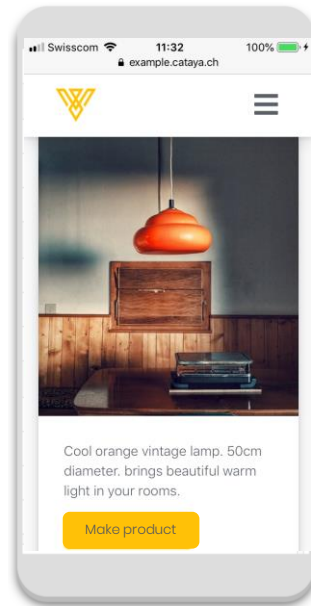 Swisscom 11:32 100%
example.cataya.ch
Cool orange vintage lamp. 50cm
diameter. brings beautiful warm
light in your rooms.
Make product